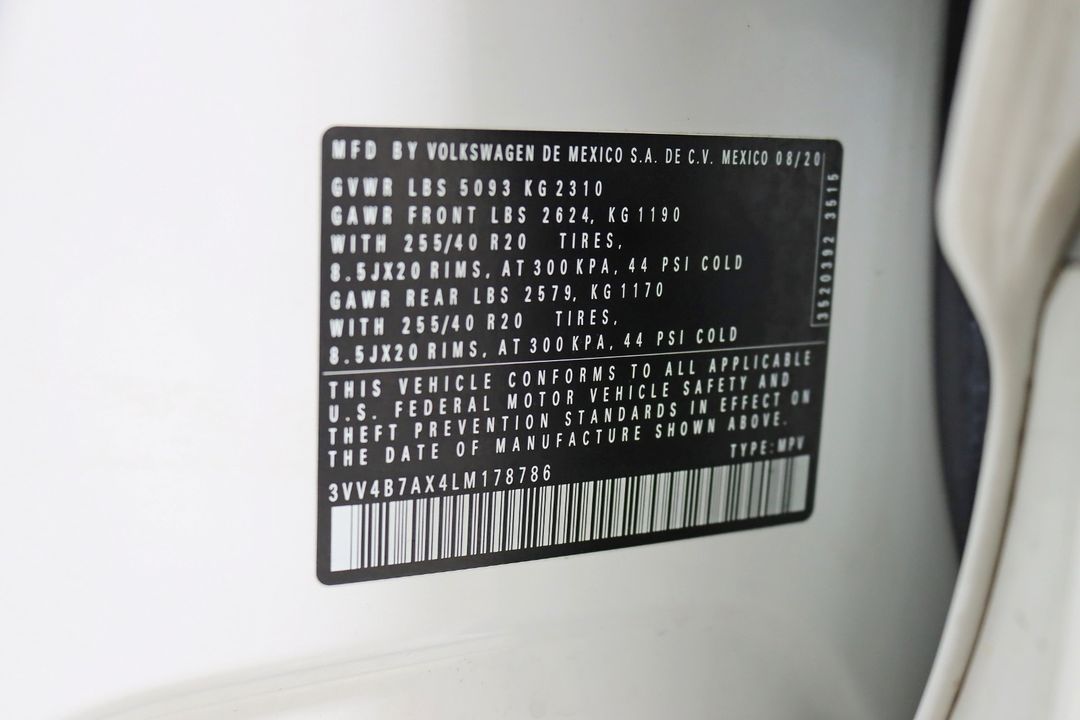 MFD BY VOLKSWAGEN DE MEXICO S.A. DE C.V. MEXICO 08/20
GVWR LBS 5093 KG 2310
GAWR FRONT LBS 2624, KG 1190
WITH 255/40 R20 TIRES,
8.5JX20 RIMS, AT 300 KPA, 44 PSI COLD
GAWR REAR LBS 2579, KG 1170
WITH 255/40 R20 TIRES,
8.5JX20 RIMS, AT 300 KPA, 44 PSI COLD
3520392 3515
THIS VEHICLE CONFORMS TO ALL APPLICABLE
U.S. FEDERAL MOTOR VEHICLE SAFETY AND
THEFT PREVENTION STANDARDS IN EFFECT ON
THE DATE OF MANUFACTURE SHOWN ABOVE.
TYPE: MPV
3VV4B7AX4LM178786